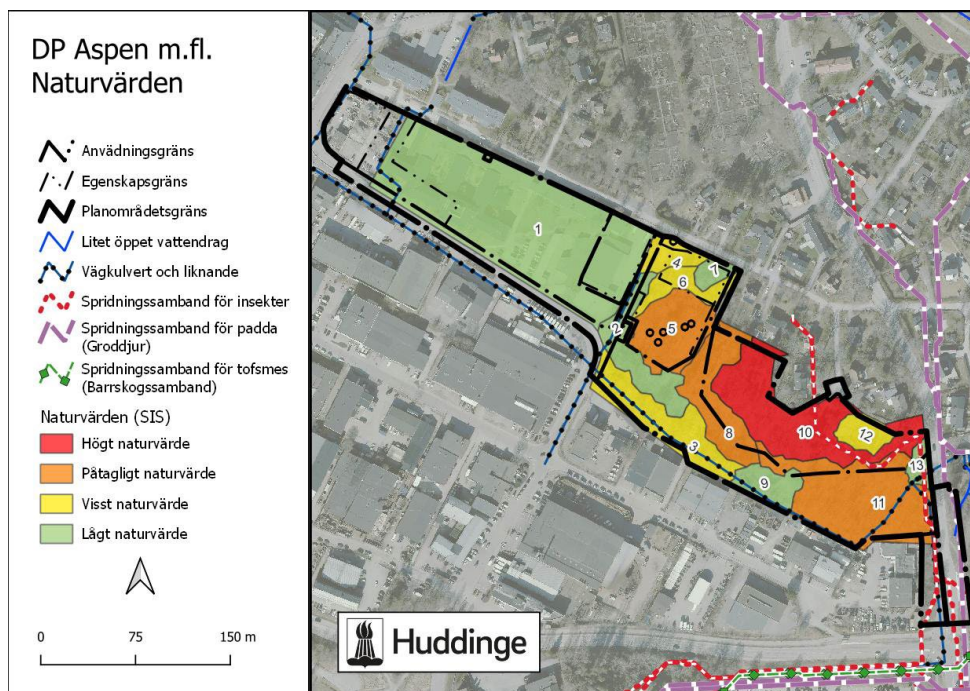 DP Aspen m.fl.
Naturvärden
Anvädningsgräns
Egenskapsgräns
Planområdetsgräns
Litet öppet vattendrag
Vägkulvert och liknande
Spridningssamband för insekter
Spridningssamband för padda
(Groddjur)
Spridningssamband för tofsmes
(Barrskogssamband)
Naturvärden (SIS)
Högt naturvärde
Påtagligt naturvärde
Visst naturvärde
Lågt naturvärde
0 75 150 m
1
4
7
6
2
5
8
3
10
12
13
9
11
Huddinge